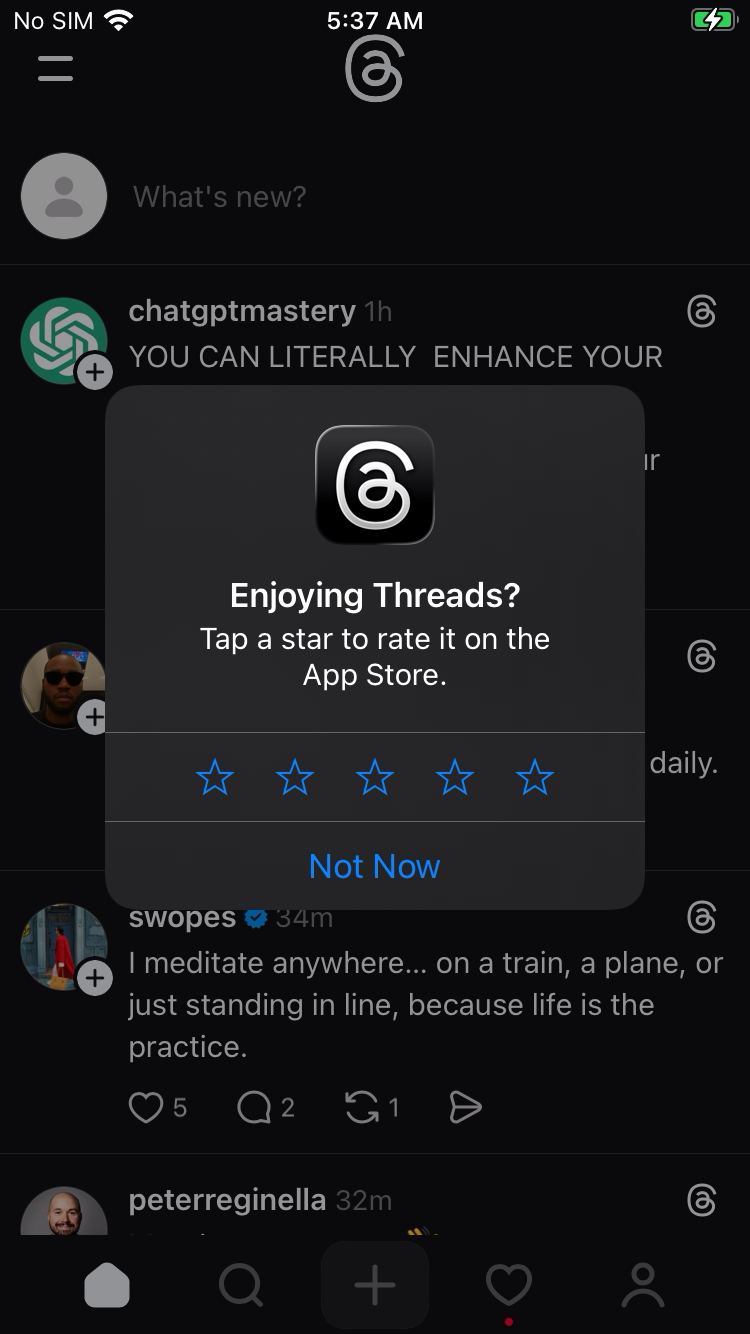 No SIM 5:37 AM
What's new?
chatgptmastery 1h
YOU CAN LITERALLY ENHANCE YOUR
Enjoying Threads?
Tap a star to rate it on the
App Store.
daily.
Not Now
swopes 34m
I meditate anywhere... on a train, a plane, or
just standing in line, because life is the
practice.
5 2 1
peterreginella 32m